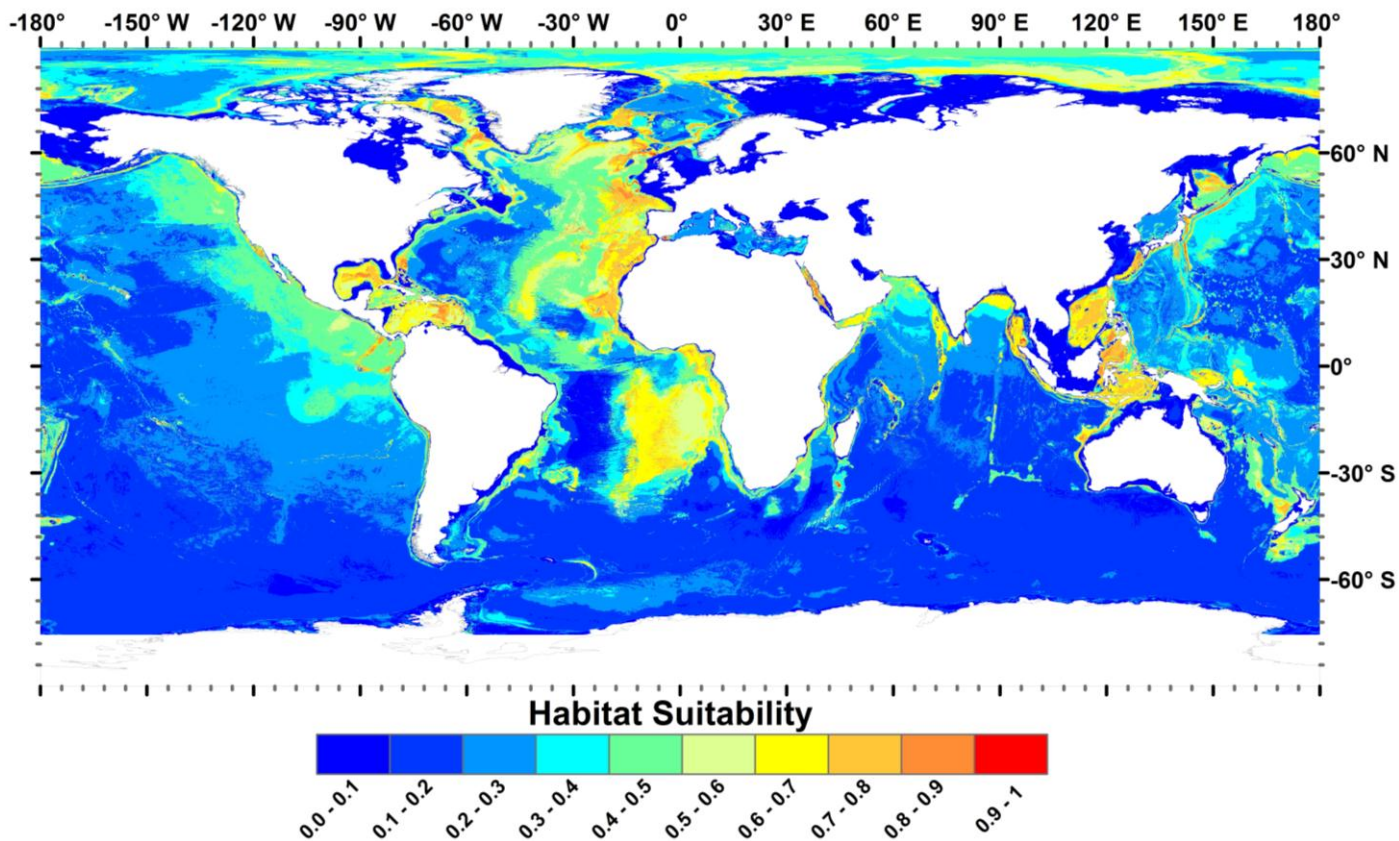 -180° -150° -120° -90° W -60° W -30° W 0° 30° E 60° E 90° E 120° E 150° E 180°
60° N
30° N
0°
-30° S
-60° S
Habitat Suitability
0.0 - 0.1 0.1 - 0.2 0.2 - 0.3 0.3 - 0.4 0.4 - 0.5 0.5 - 0.6 0.6 - 0.7 0.7 - 0.8 0.8 - 0.9 0.9 - 1